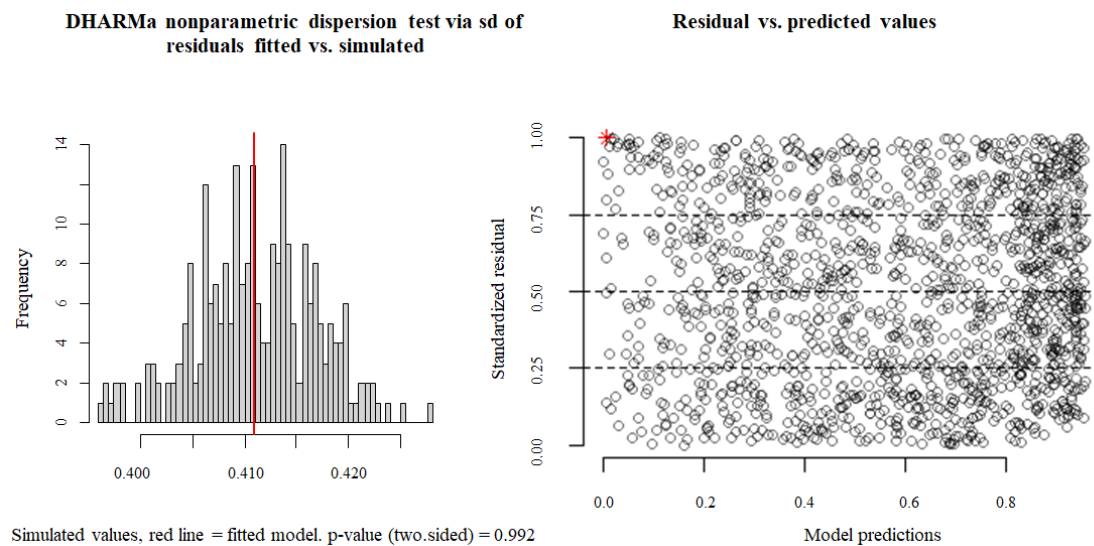 DHARMa nonparametric dispersion test via sd of
residuals fitted vs. simulated
Frequency
14
10
8
6
4
2
0
0.400
0.410
0.420
Simulated values, red line = fitted model. p-value (two.sided) = 0.992
Residual vs. predicted values
Standardized residual
1.00
0.75
0.50
0.25
0.00
0.0
0.2
0.4
0.6
0.8
Model predictions